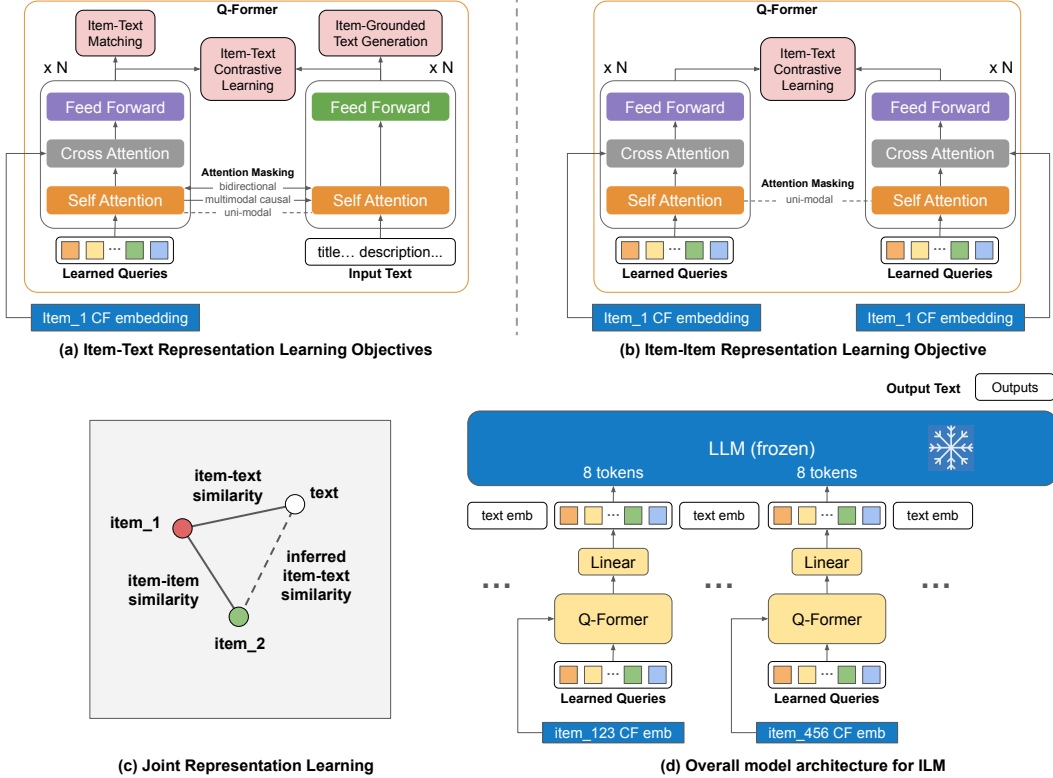 Q-Former
Item-Text
Matching
Item-Grounded
Text Generation
Item-Text
Contrastive
Learning
x N
x N
Feed Forward
Feed Forward
Cross Attention
Attention Masking
bidirectional
multimodal causal
uni-modal
Self Attention
Self Attention
title... description...
Learned Queries
Input Text
Item_1 CF embedding
(a) Item-Text Representation Learning Objectives
Q-Former
Item-Text
Contrastive
Learning
x N
x N
Feed Forward
Feed Forward
Cross Attention
Cross Attention
Attention Masking
uni-modal
Self Attention
Self Attention
...
...
Learned Queries
Learned Queries
Item_1 CF embedding
Item_1 CF embedding
(b) Item-Item Representation Learning Objective
item-text
similarity
text
item_1
item-item
similarity
inferred
item-text
similarity
item_2
(c) Joint Representation Learning
Output Text
Outputs
LLM (frozen)
8 tokens
8 tokens
text emb
...
text emb
...
text emb
Linear
Linear
...
...
...
Q-Former
Q-Former
...
...
Learned Queries
Learned Queries
item_123 CF emb
item_456 CF emb
(d) Overall model architecture for ILM